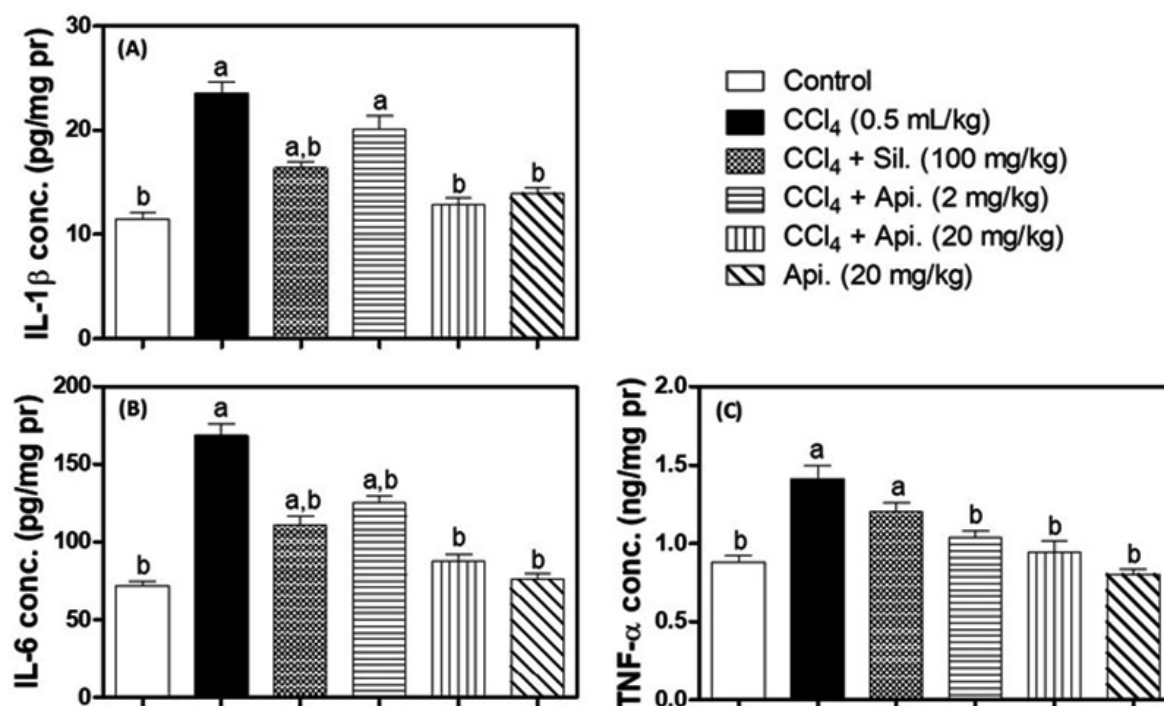 (A)
IL-1β conc. (pg/mg pr)
30
20
10
0
b
a
a,b
a
b
b
Control
CCl₄ (0.5 mL/kg)
CCl₄ + Sil. (100 mg/kg)
CCl₄ + Api. (2 mg/kg)
CCl₄ + Api. (20 mg/kg)
Api. (20 mg/kg)
(B)
IL-6 conc. (pg/mg pr)
200
150
100
50
0
b
a
a,b
a,b
b
b
(C)
TNF-α conc. (ng/mg pr)
2.0
1.5
1.0
0.5
0.0
b
a
a
b
b
b